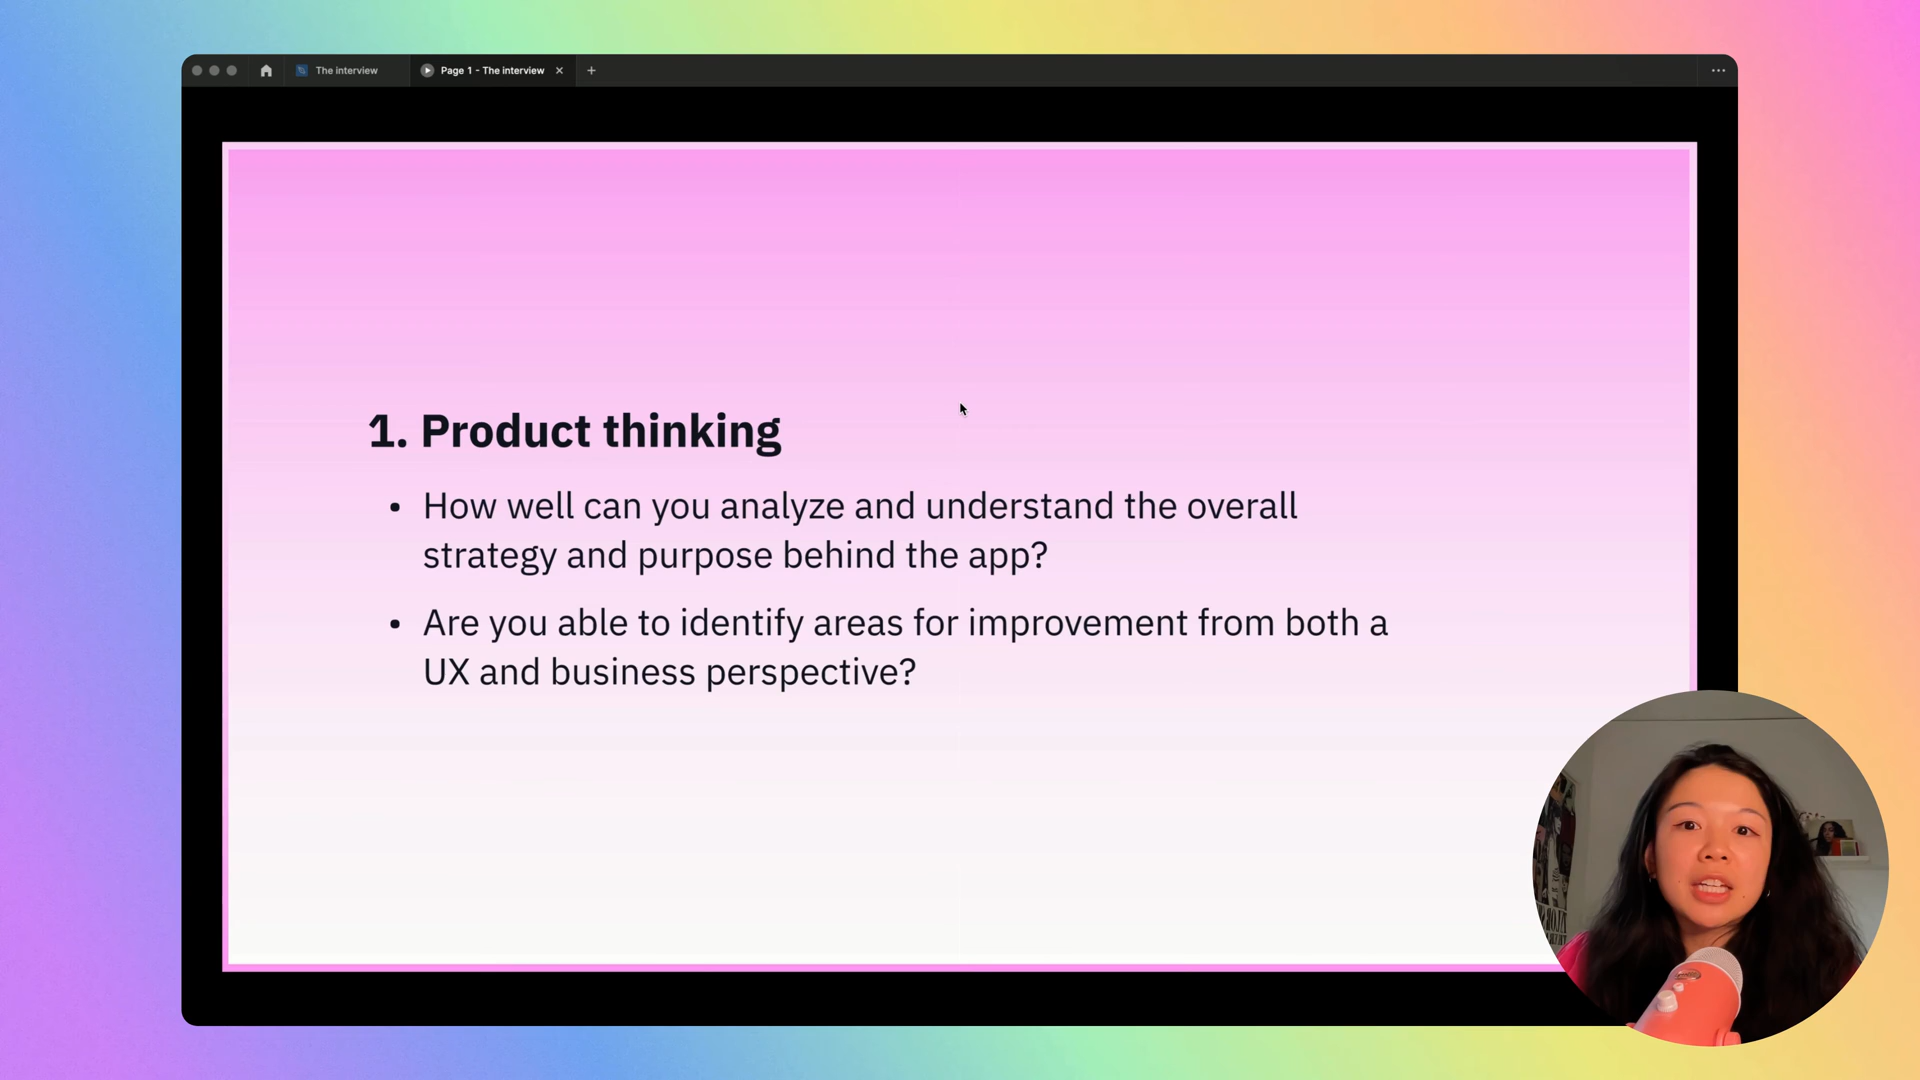 The interview
Page 1 - The interview
1. Product thinking
• How well can you analyze and understand the overall
strategy and purpose behind the app?
• Are you able to identify areas for improvement from both a
UX and business perspective?